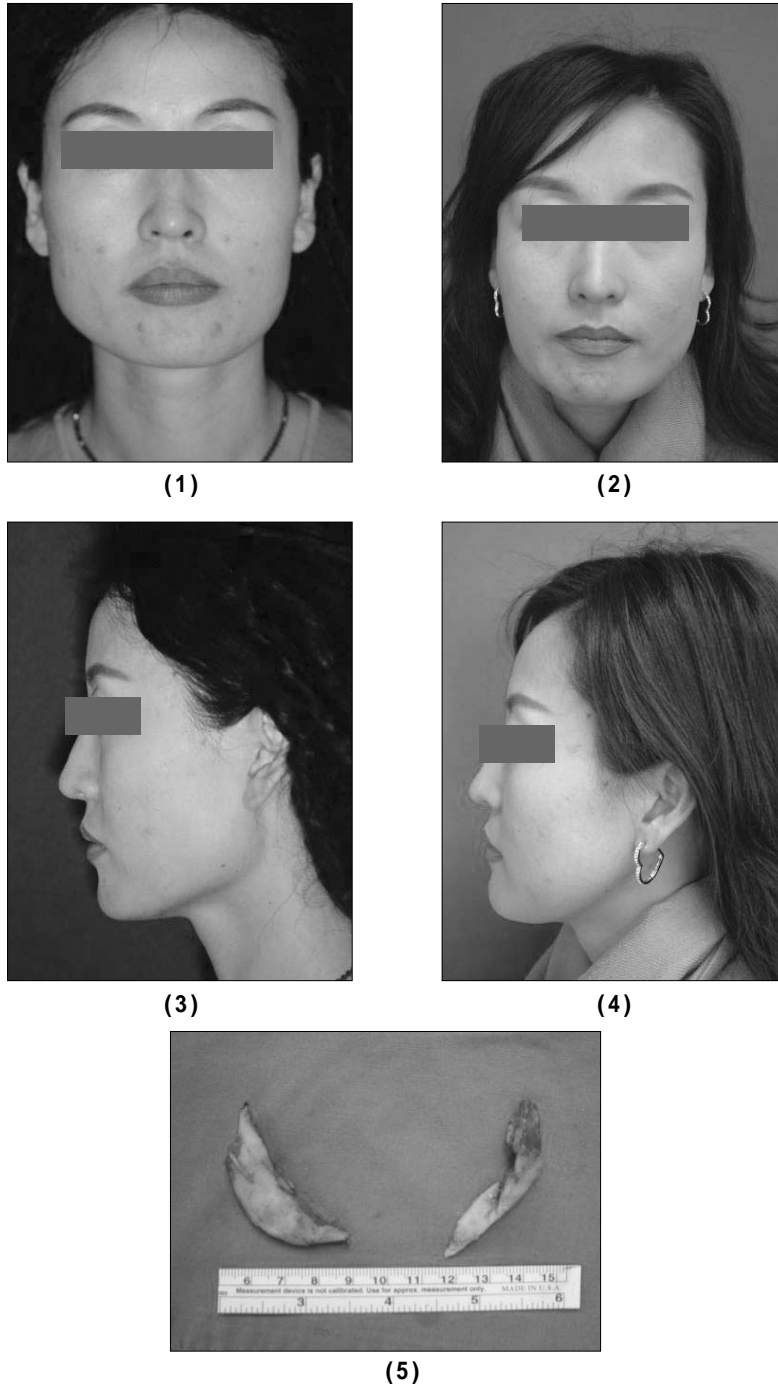 (1)
(2)
(3)
(4)
6 7 8 9 10 11 12 13 14 15
Measurement device is not calibrated. Use for approx. measurement only. MADE IN U.S.A.
3 4 5 6
(5)